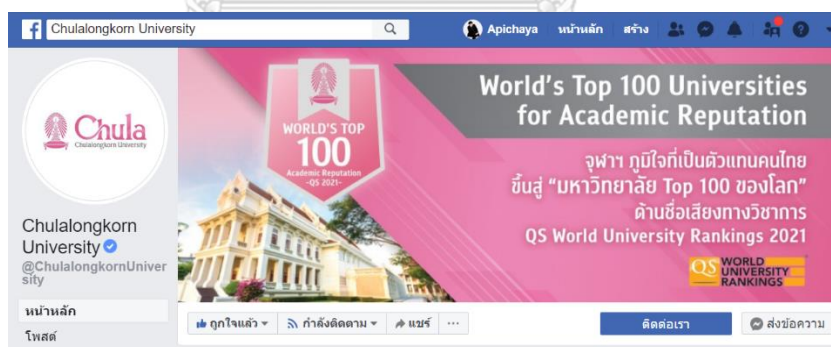 Chulalongkorn University
Apichaya
หน้าหลัก
สร้าง
Chula
Chulalongkorn University
WORLD'S TOP
100
Academic Reputation
-QS 2021-
World's Top 100 Universities
for Academic Reputation
จุฬาฯ ภูมิใจที่เป็นตัวแทนคนไทย
ขึ้นสู่ “มหาวิทยาลัย Top 100 ของโลก”
ด้านชื่อเสียงทางวิชาการ
QS World University Rankings 2021
QS WORLD
UNIVERSITY
RANKINGS
Chulalongkorn
University
@ChulalongkornUniver
sity
หน้าหลัก
โพสต์
ถูกใจแล้ว
กำลังติดตาม
แชร์
ติดต่อเรา
ส่งข้อความ